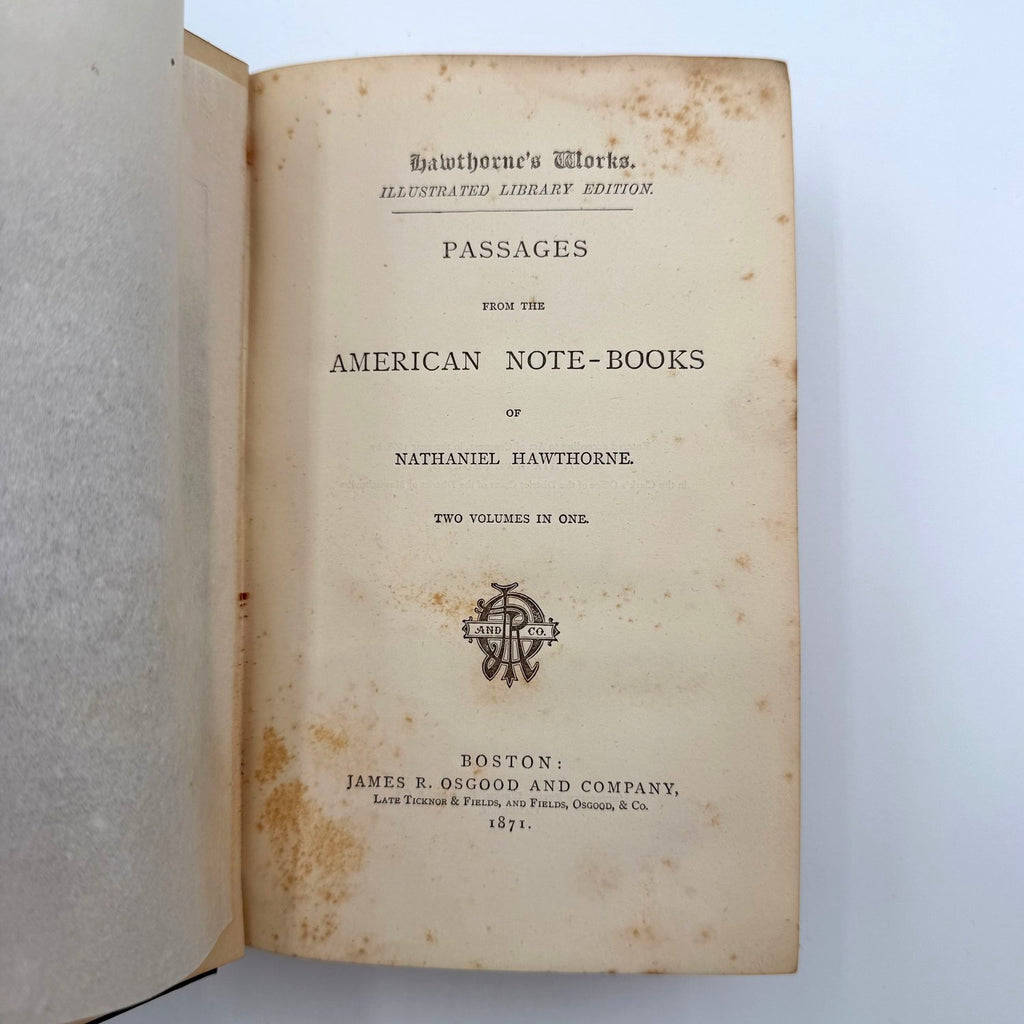 Hawthorne's Works.
ILLUSTRATED LIBRARY EDITION.
PASSAGES
FROM THE
AMERICAN NOTE-BOOKS
OF
NATHANIEL HAWTHORNE.
TWO VOLUMES IN ONE.
AND CO.
BOSTON:
JAMES R. OSGOOD AND COMPANY,
LATE TICKNOR & FIELDS, AND FIELDS, OSGOOD, & CO.
1871.